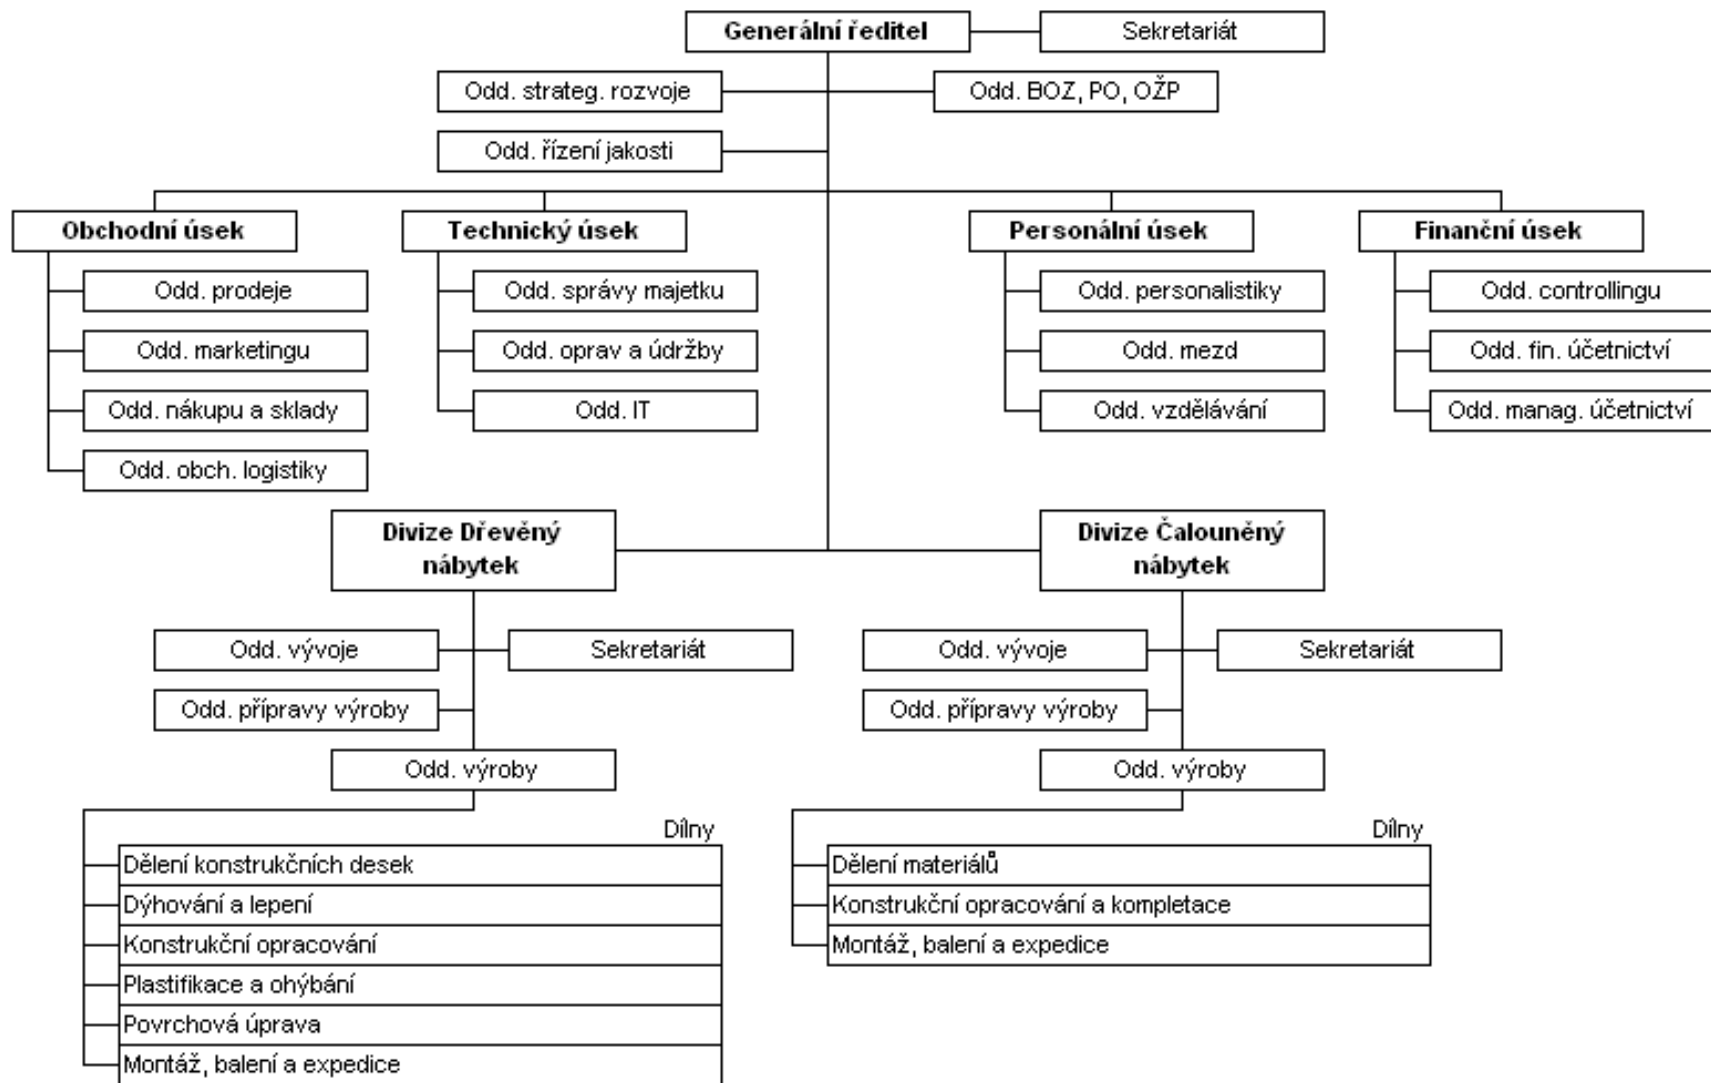 Generální ředitel
Sekretariát
Odd. strateg. rozvoje
Odd. BOZ, PO, OŽP
Odd. řízení jakosti
Obchodní úsek
Technický úsek
Personální úsek
Finanční úsek
Odd. prodeje
Odd. správy majetku
Odd. personalistiky
Odd. controllingu
Odd. marketingu
Odd. oprav a údržby
Odd. mezd
Odd. fin. účetnictví
Odd. nákupu a sklady
Odd. IT
Odd. vzdělávání
Odd. manag. účetnictví
Odd. obch. logistiky
Divize Dřevěný
nábytek
Divize Čalouněný
nábytek
Odd. vývoje
Sekretariát
Odd. vývoje
Sekretariát
Odd. přípravy výroby
Odd. přípravy výroby
Odd. výroby
Odd. výroby
Dílny
Dělení konstrukčních desek
Dýhování a lepení
Konstrukční opracování
Plastifikace a ohýbání
Povrchová úprava
Montáž, balení a expedice
Dílny
Dělení materiálů
Konstrukční opracování a kompletace
Montáž, balení a expedice